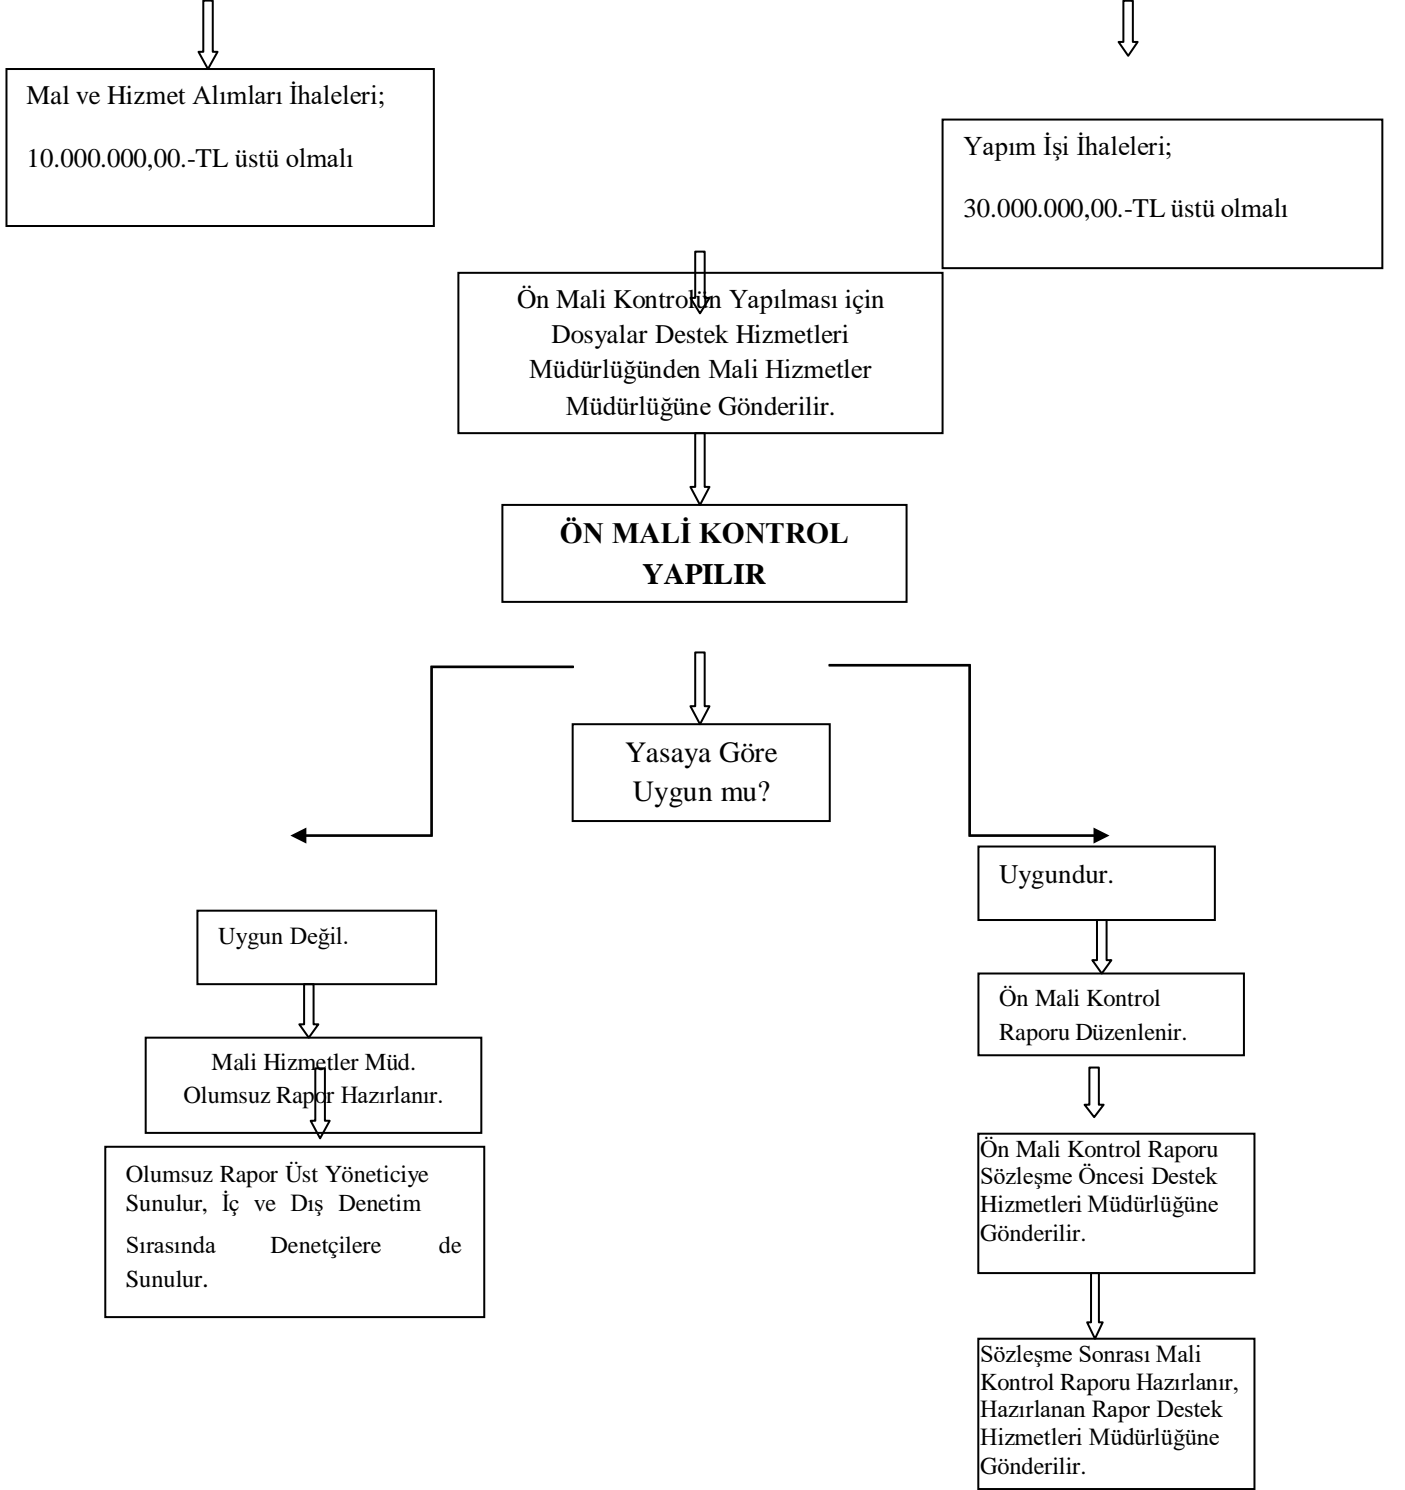 Mal ve Hizmet Alımları İhaleleri;
10.000.000,00.-TL üstü olmalı
Yapım İşi İhaleleri;
30.000.000,00.-TL üstü olmalı
Ön Mali Kontrolün Yapılması için
Dosyalar Destek Hizmetleri
Müdürlüğünden Mali Hizmetler
Müdürlüğüne Gönderilir.
ÖN MALİ KONTROL
YAPILIR
Yasaya Göre
Uygun mu?
Uygun Değil.
Mali Hizmetler Müd.
Olumsuz Rapor Hazırlanır.
Olumsuz Rapor Üst Yöneticiye
Sunulur, İç ve Dış Denetim
Sırasında Denetçilere de
Sunulur.
Uygundur.
Ön Mali Kontrol
Raporu Düzenlenir.
Ön Mali Kontrol Raporu
Sözleşme Öncesi Destek
Hizmetleri Müdürlüğüne
Gönderilir.
Sözleşme Sonrası Mali
Kontrol Raporu Hazırlanır,
Hazırlanan Rapor Destek
Hizmetleri Müdürlüğüne
Gönderilir.